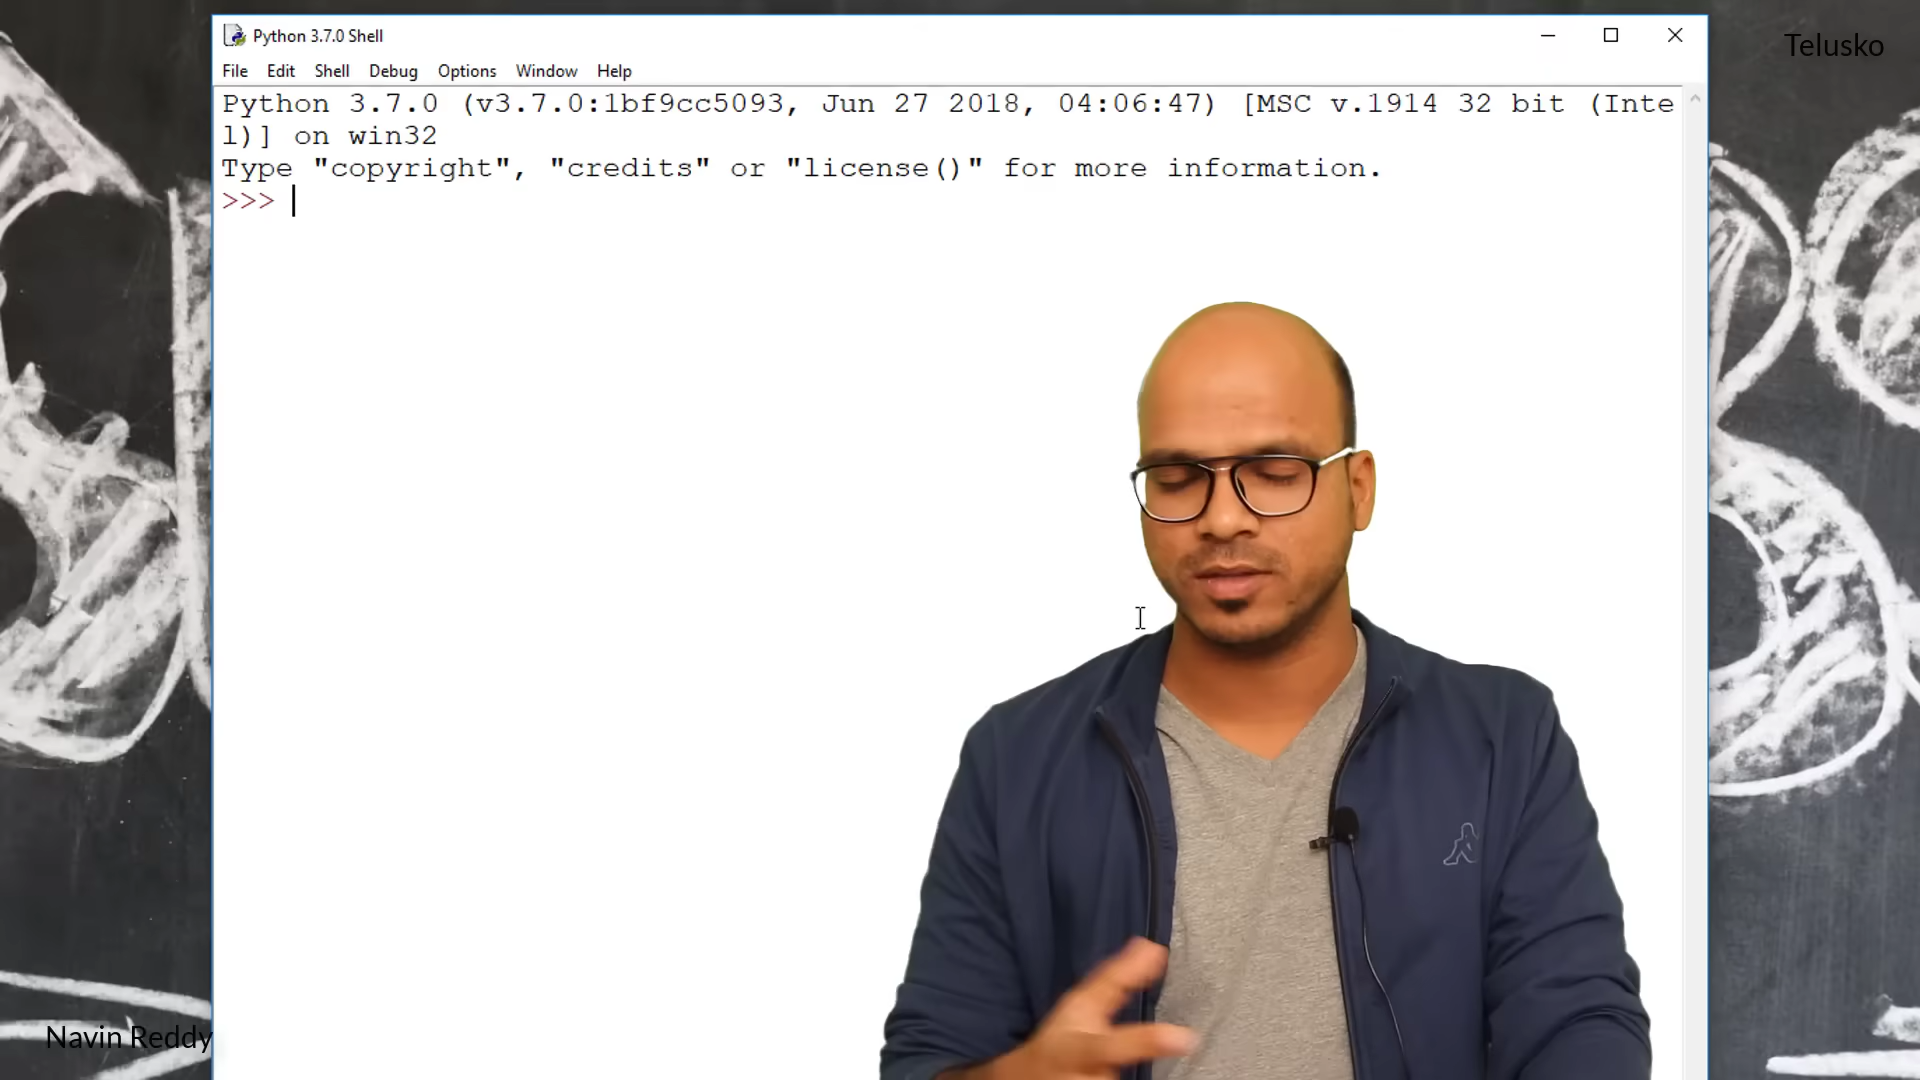 Python 3.7.0 Shell
Telusko
File Edit Shell Debug Options Window Help
Python 3.7.0 (v3.7.0:1bf9cc5093, Jun 27 2018, 04:06:47) [MSC v.1914 32 bit (Inte
l)] on win32
Type "copyright", "credits" or "license()" for more information.
>>>
Navin Reddy